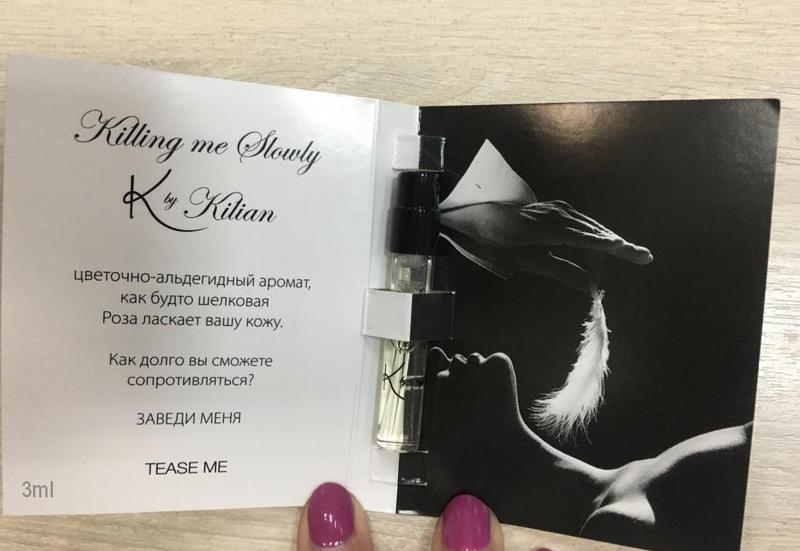 Killing me Slowly
K by Kilian
цветочно-альдегидный аромат,
как будто шелковая
Роза ласкает вашу кожу.
Как долго вы сможете
сопротивляться?
ЗАВЕДИ МЕНЯ
TEASE ME
3ml